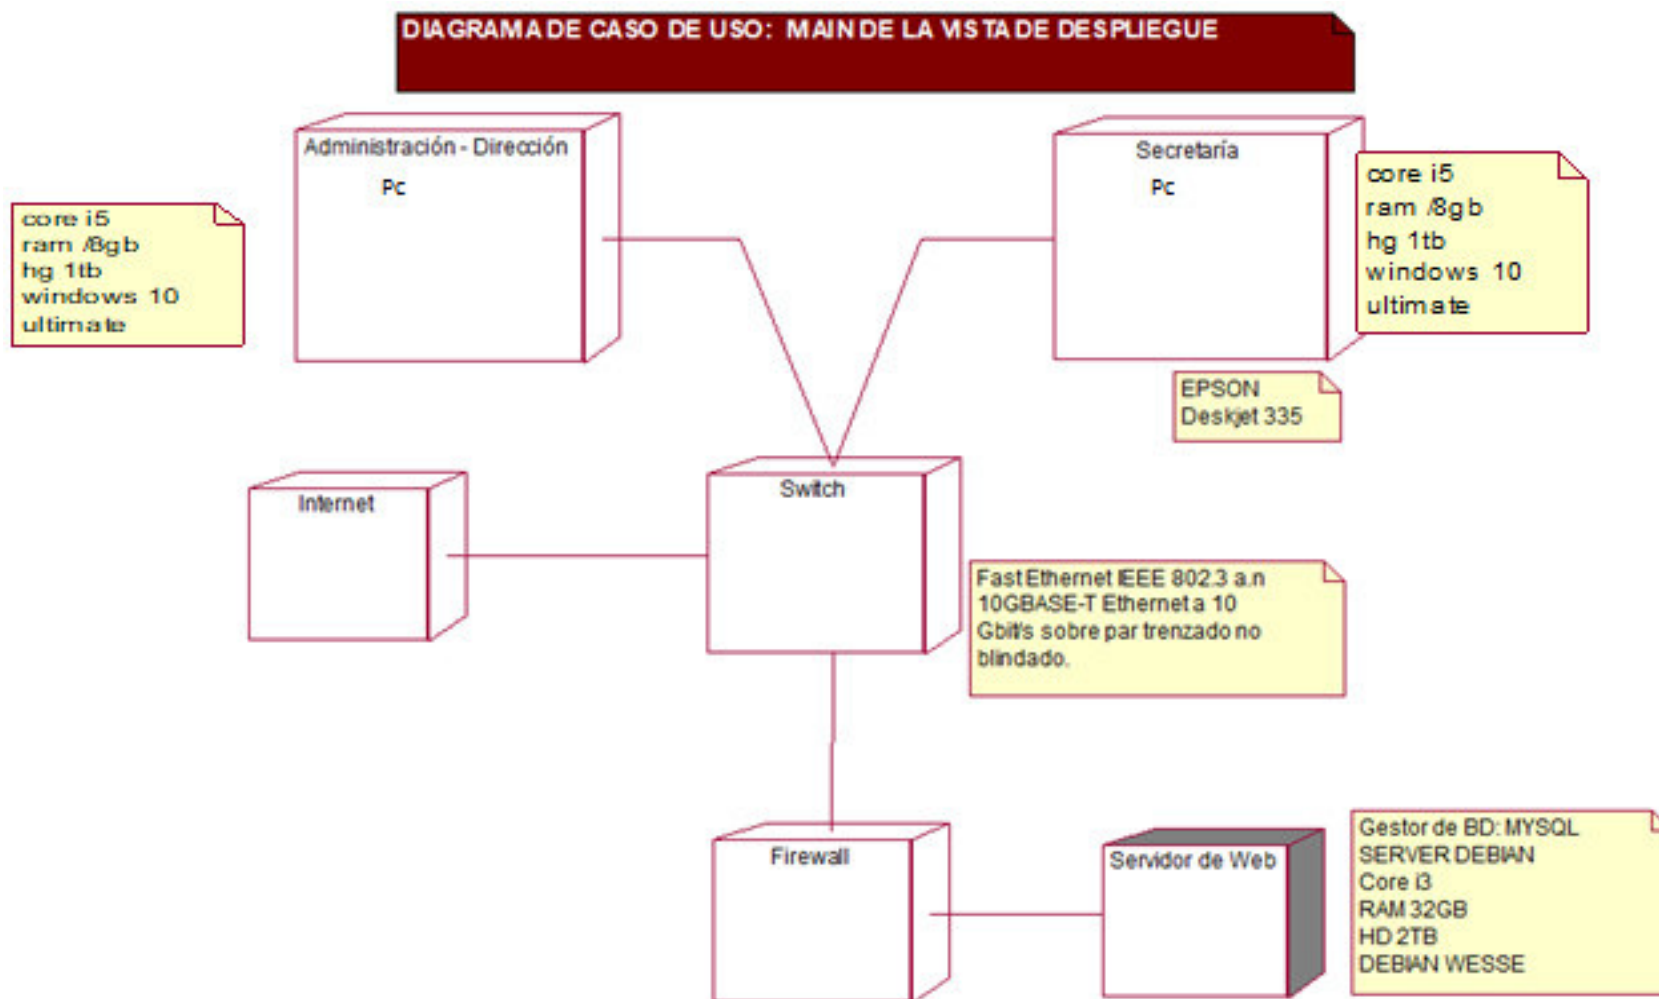 DIAGRAMA DE CASO DE USO: MAIN DE LA VISTA DE DESPLIEGUE
Administración - Dirección
Pc
core i5
ram /8gb
hg 1tb
windows 10
ultimate
Secretaría
Pc
core i5
ram /8gb
hg 1tb
windows 10
ultimate
EPSON
Deskjet 335
Internet
Switch
Fast Ethernet IEEE 802.3 a.n
10GBASE-T Ethernet a 10
Gbit/s sobre par trenzado no
blindado.
Firewall
Servidor de Web
Gestor de BD: MYSQL
SERVER DEBIAN
Core i3
RAM 32GB
HD 2TB
DEBIAN WESSE